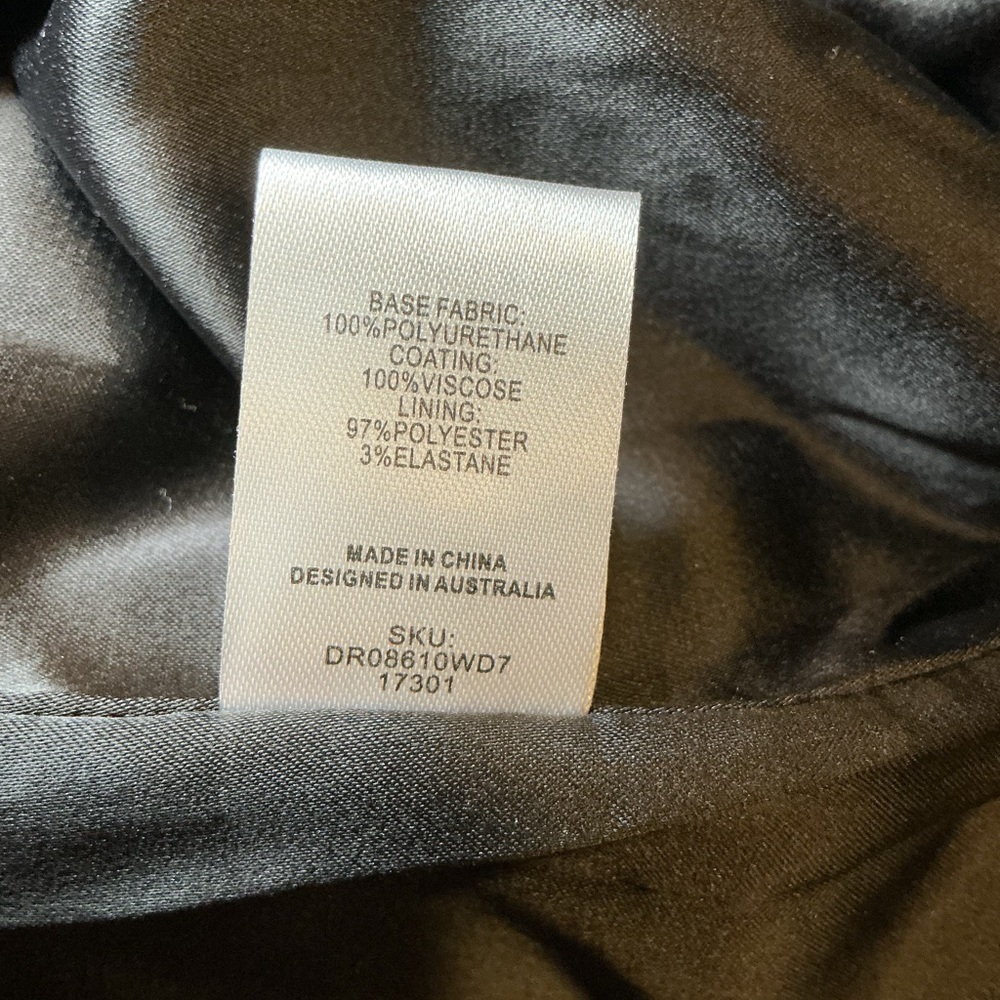 BASE FABRIC:
100%POLYURETHANE
COATING:
100%VISCOSE
LINING:
97%POLYESTER
3%ELASTANE
MADE IN CHINA
DESIGNED IN AUSTRALIA
SKU:
DR08610WD7
17301